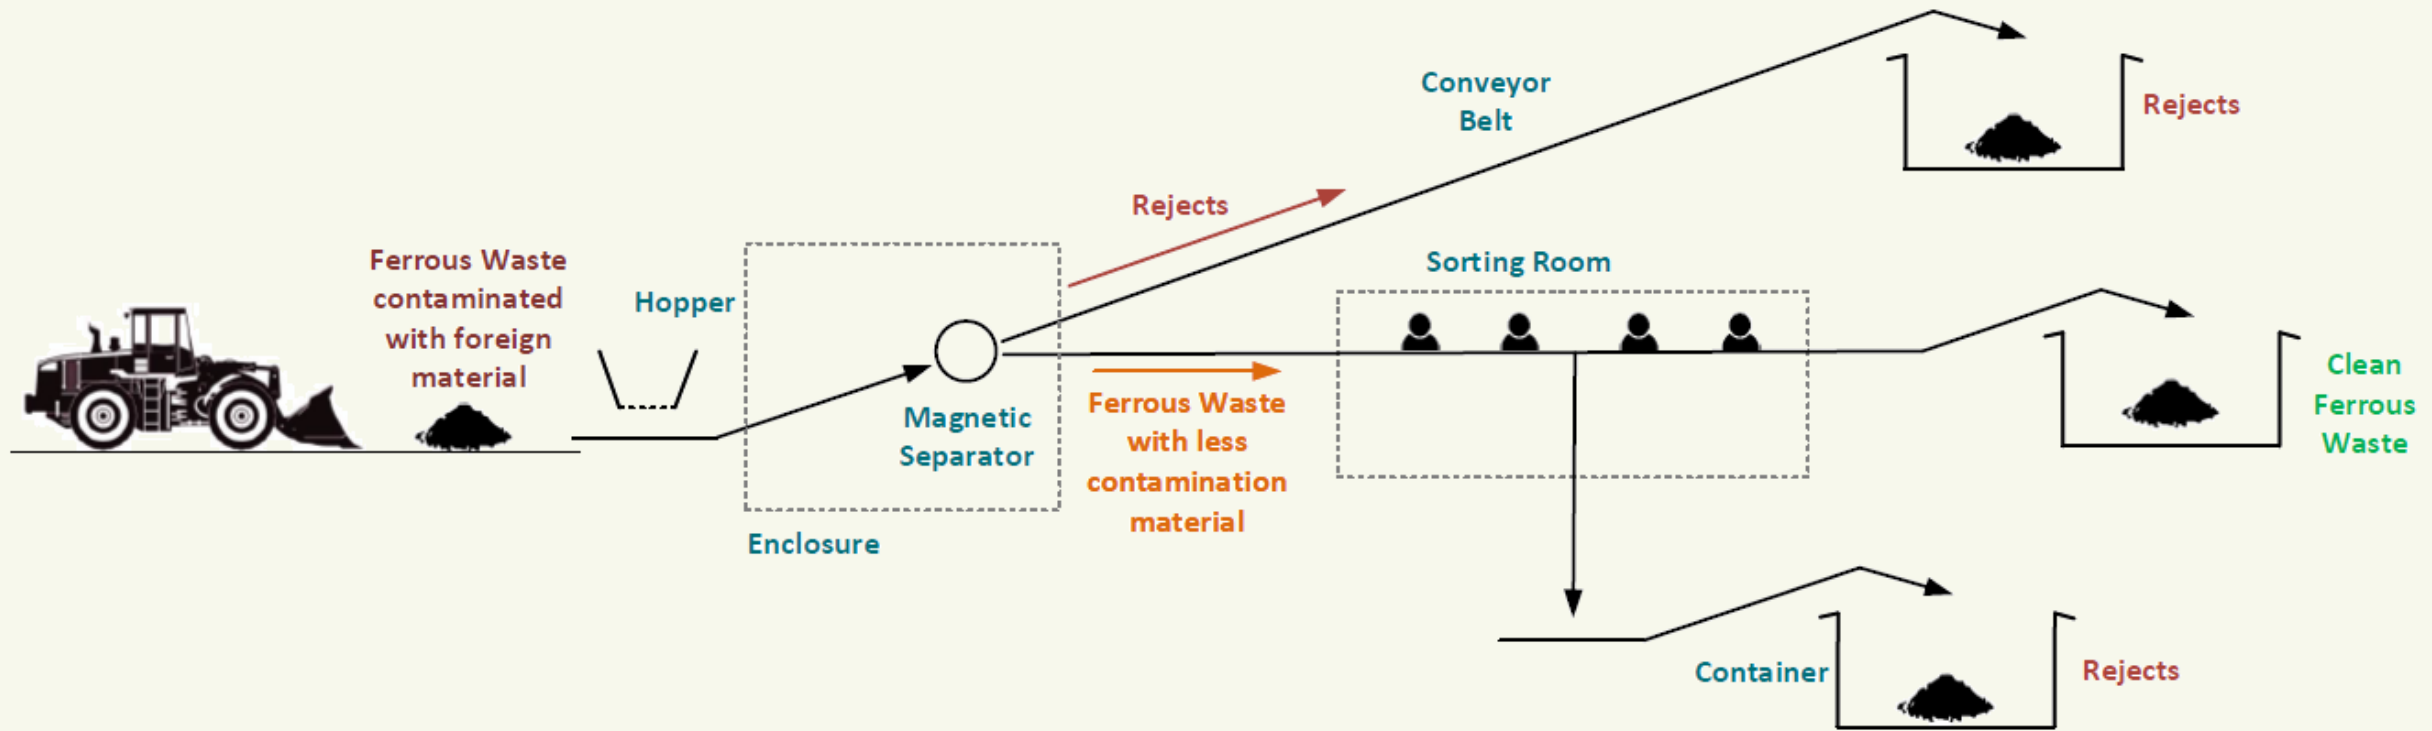 Conveyor
Belt
Rejects
Rejects
Ferrous Waste
contaminated
with foreign
material
Hopper
Sorting Room
Magnetic
Separator
Ferrous Waste
with less
contamination
material
Clean
Ferrous
Waste
Enclosure
Container
Rejects